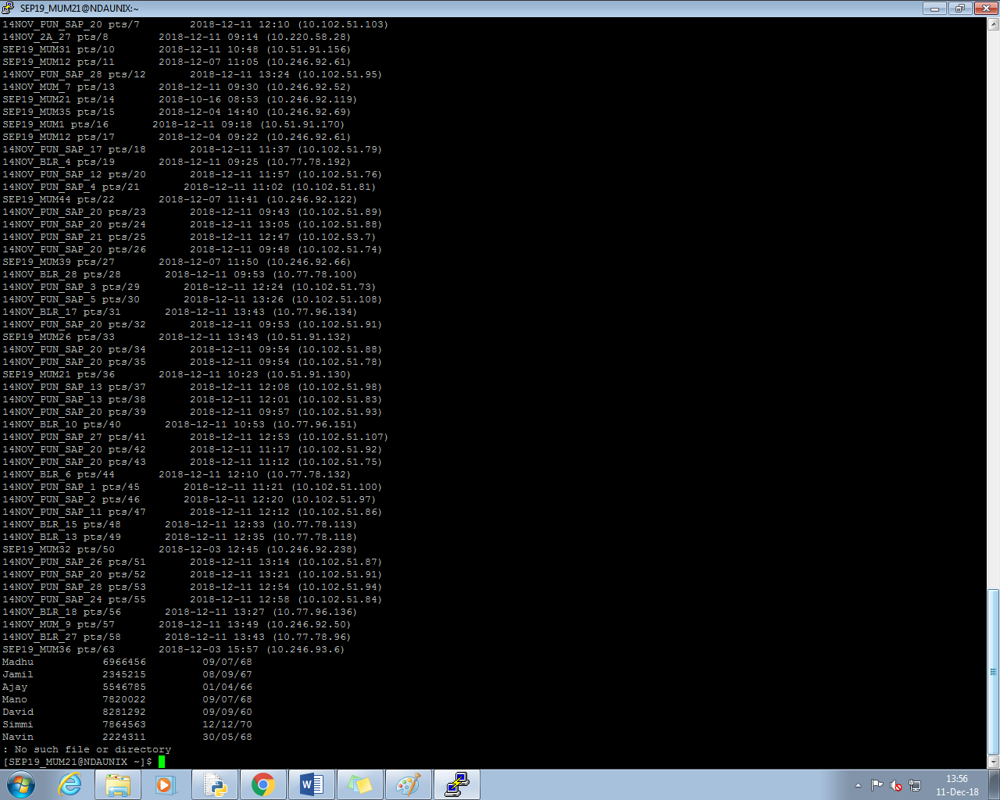 SEP19_MUM21@NDAUNIX:~
14NOV_PUN_SAP_20 pts/7        2018-12-11 12:10 (10.102.51.103)
14NOV_2A_27 pts/8        2018-12-11 09:14 (10.220.58.28)
SEP19_MUM31 pts/10       2018-12-11 10:48 (10.51.91.156)
SEP19_MUM12 pts/11       2018-12-07 11:05 (10.246.92.61)
14NOV_PUN_SAP_28 pts/12       2018-12-11 13:24 (10.102.51.95)
14NOV_MUM_7 pts/13       2018-12-11 09:30 (10.246.92.52)
SEP19_MUM21 pts/14       2018-10-16 08:53 (10.246.92.119)
SEP19_MUM35 pts/15       2018-12-04 14:40 (10.246.92.69)
SEP19_MUM1 pts/16       2018-12-11 09:18 (10.51.91.170)
SEP19_MUM12 pts/17       2018-12-04 09:22 (10.246.92.61)
14NOV_PUN_SAP_17 pts/18       2018-12-11 11:37 (10.102.51.79)
14NOV_BLR_4 pts/19       2018-12-11 09:25 (10.77.78.192)
14NOV_PUN_SAP_12 pts/20       2018-12-11 11:57 (10.102.51.76)
14NOV_PUN_SAP_4 pts/21       2018-12-11 11:02 (10.102.51.81)
SEP19_MUM44 pts/22       2018-12-07 11:41 (10.246.92.122)
14NOV_PUN_SAP_20 pts/23       2018-12-11 09:43 (10.102.51.89)
14NOV_PUN_SAP_20 pts/24       2018-12-11 13:05 (10.102.51.88)
14NOV_PUN_SAP_21 pts/25       2018-12-11 12:47 (10.102.53.7)
14NOV_PUN_SAP_20 pts/26       2018-12-11 09:48 (10.102.51.74)
SEP19_MUM39 pts/27       2018-12-07 11:50 (10.246.92.66)
14NOV_BLR_28 pts/28       2018-12-11 09:53 (10.77.78.100)
14NOV_PUN_SAP_3 pts/29       2018-12-11 12:24 (10.102.51.73)
14NOV_PUN_SAP_5 pts/30       2018-12-11 13:26 (10.102.51.108)
14NOV_BLR_17 pts/31       2018-12-11 13:43 (10.77.96.134)
14NOV_PUN_SAP_20 pts/32       2018-12-11 09:53 (10.102.51.91)
SEP19_MUM26 pts/33       2018-12-11 13:43 (10.51.91.132)
14NOV_PUN_SAP_20 pts/34       2018-12-11 09:54 (10.102.51.88)
14NOV_PUN_SAP_20 pts/35       2018-12-11 09:54 (10.102.51.78)
SEP19_MUM21 pts/36       2018-12-11 10:23 (10.51.91.130)
14NOV_PUN_SAP_13 pts/37       2018-12-11 12:08 (10.102.51.98)
14NOV_PUN_SAP_13 pts/38       2018-12-11 12:01 (10.102.51.83)
14NOV_PUN_SAP_20 pts/39       2018-12-11 09:57 (10.102.51.93)
14NOV_BLR_10 pts/40       2018-12-11 10:53 (10.77.96.151)
14NOV_PUN_SAP_27 pts/41       2018-12-11 12:53 (10.102.51.107)
14NOV_PUN_SAP_20 pts/42       2018-12-11 11:17 (10.102.51.92)
14NOV_PUN_SAP_20 pts/43       2018-12-11 11:12 (10.102.51.75)
14NOV_BLR_6 pts/44       2018-12-11 12:10 (10.77.78.132)
14NOV_PUN_SAP_1 pts/45       2018-12-11 11:21 (10.102.51.100)
14NOV_PUN_SAP_2 pts/46       2018-12-11 12:20 (10.102.51.97)
14NOV_PUN_SAP_11 pts/47       2018-12-11 12:12 (10.102.51.86)
14NOV_BLR_15 pts/48       2018-12-11 12:33 (10.77.78.113)
14NOV_BLR_13 pts/49       2018-12-11 12:35 (10.77.78.118)
SEP19_MUM32 pts/50       2018-12-03 12:45 (10.246.92.238)
14NOV_PUN_SAP_26 pts/51       2018-12-11 13:14 (10.102.51.87)
14NOV_PUN_SAP_20 pts/52       2018-12-11 13:21 (10.102.51.91)
14NOV_PUN_SAP_28 pts/53       2018-12-11 12:54 (10.102.51.94)
14NOV_PUN_SAP_24 pts/55       2018-12-11 12:58 (10.102.51.84)
14NOV_BLR_18 pts/56       2018-12-11 13:27 (10.77.96.136)
14NOV_MUM_9 pts/57       2018-12-11 13:49 (10.246.92.50)
14NOV_BLR_27 pts/58       2018-12-11 13:43 (10.77.78.96)
SEP19_MUM36 pts/63       2018-12-03 15:57 (10.246.93.6)
Madhu           6966456         09/07/68
Jamil           2345215         08/09/67
Ajay            5546785         01/04/66
Mano            7820022         09/07/68
David           8281292         09/09/60
Simmi           7864563         12/12/70
Navin           2224311         30/05/68
: No such file or directory
[SEP19_MUM21@NDAUNIX ~]$
13:56
11-Dec-18